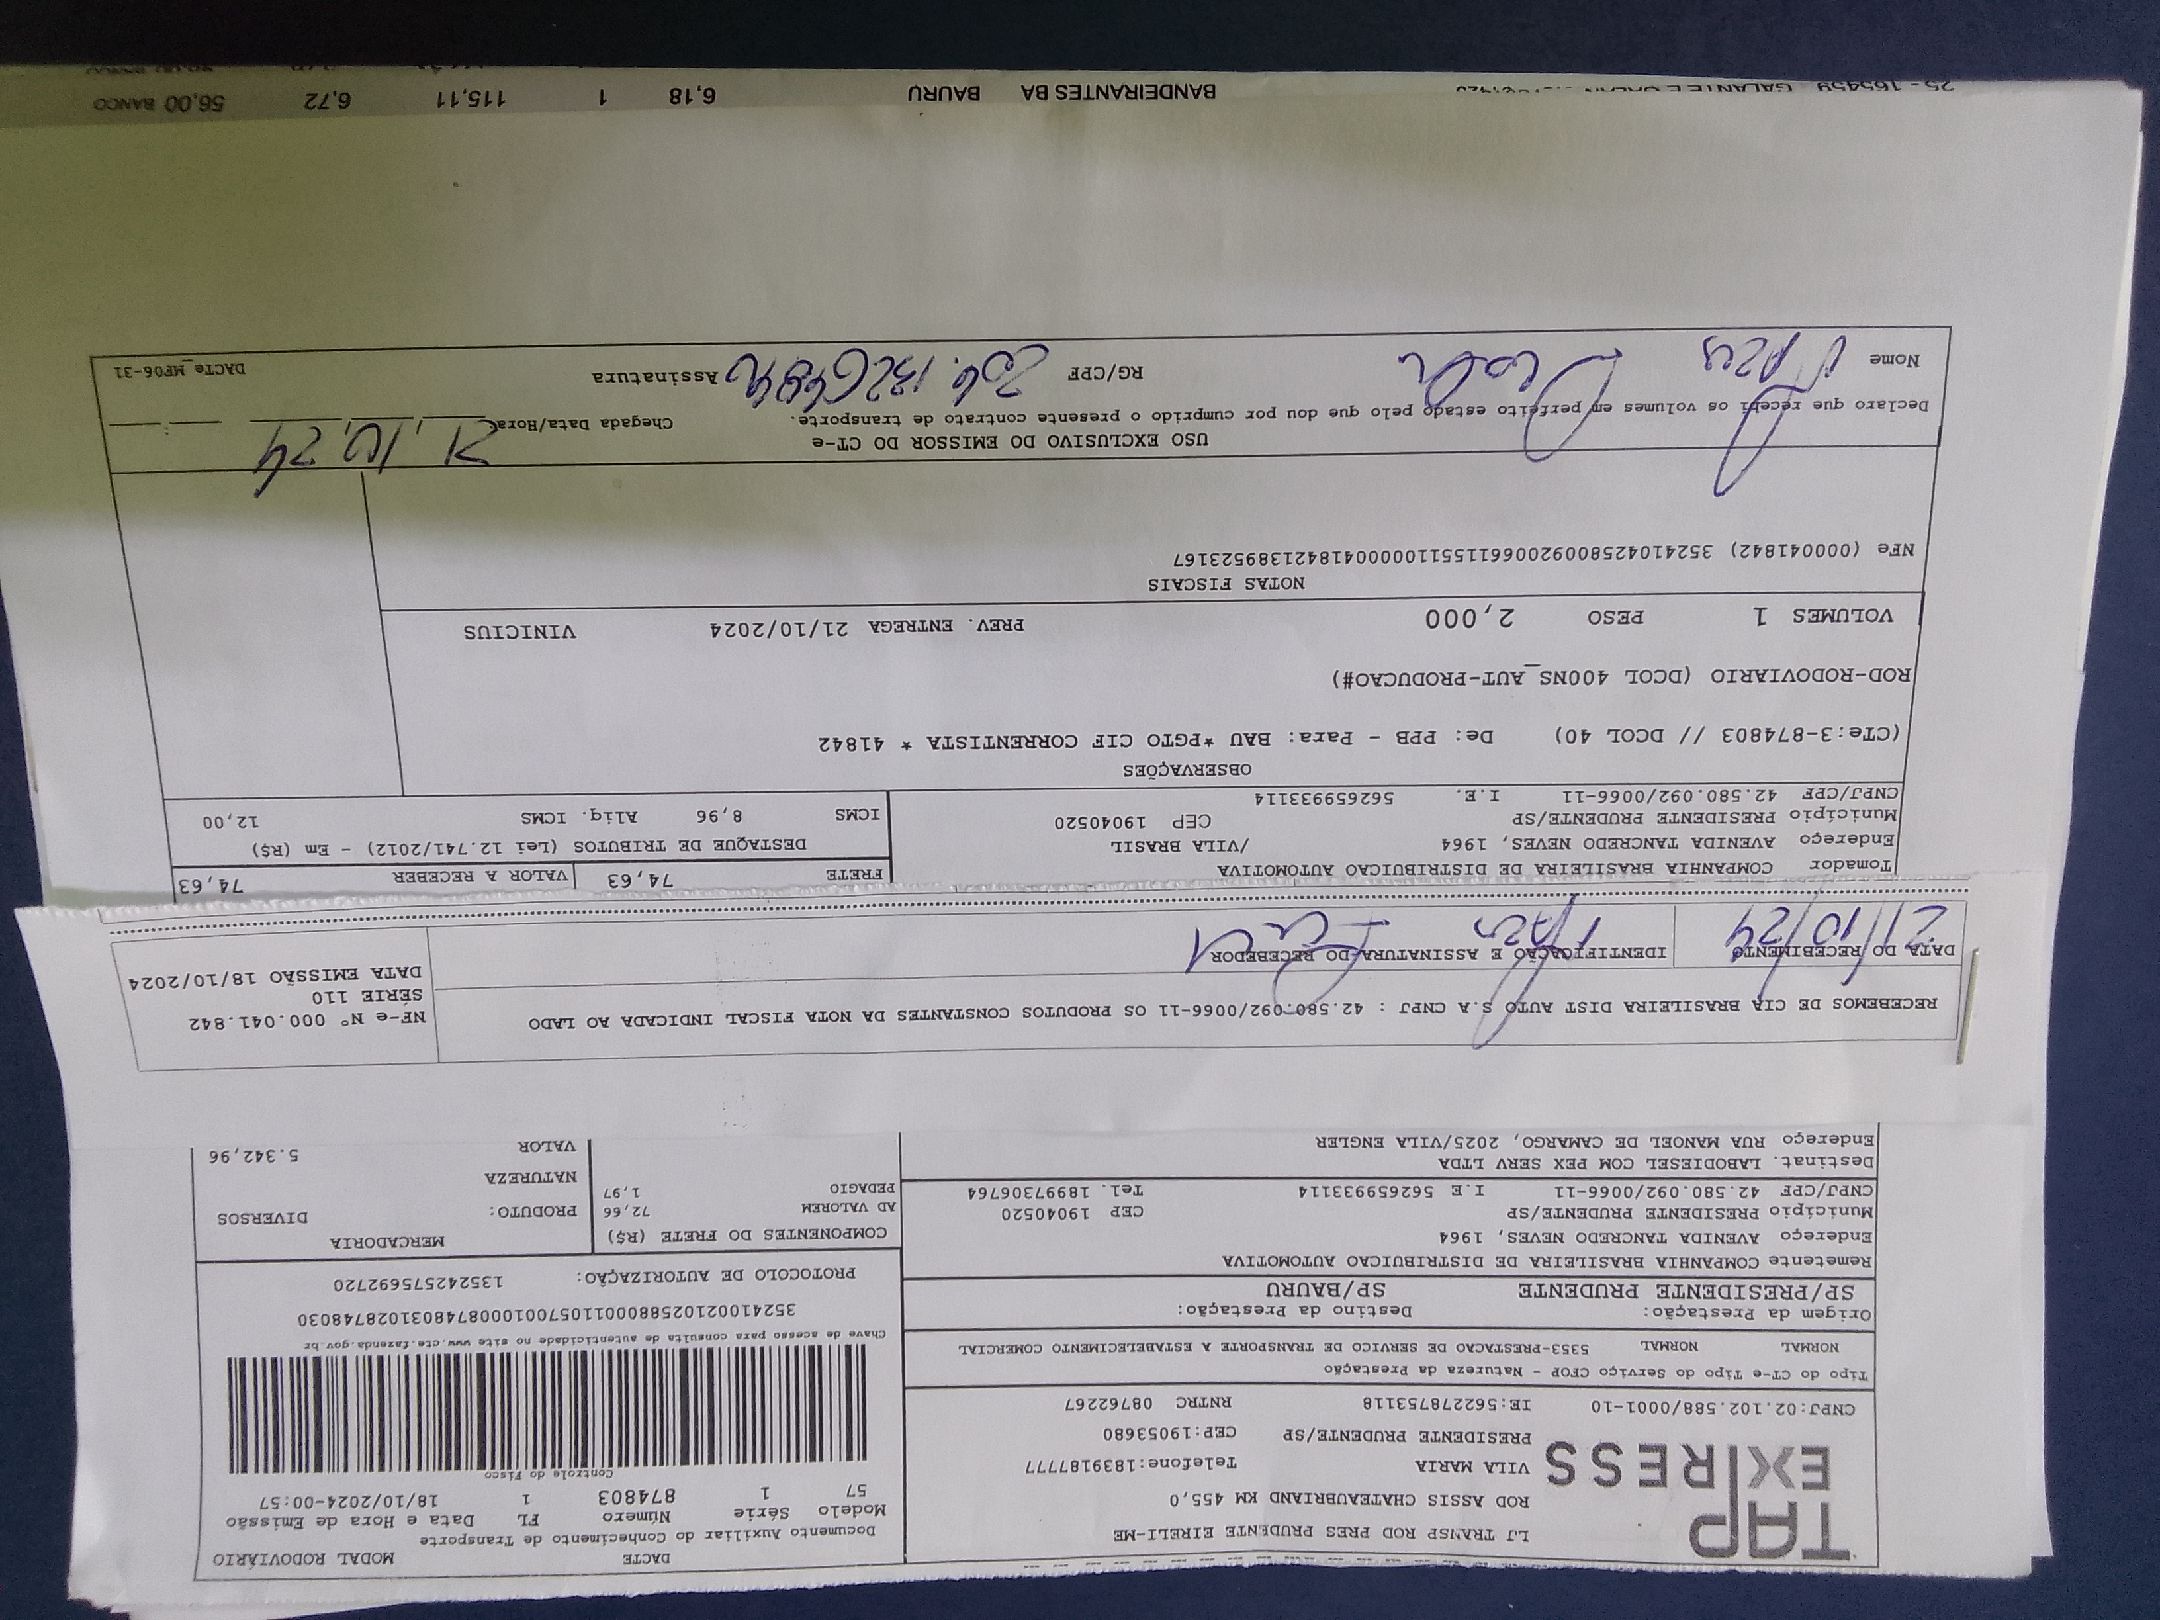 TAP
EXPRESS
LJ TRANSP ROD PRES PRUDENTE EIRELI-ME
ROD ASSIS CHATEAUBRIAND KM 455,0
VILA MARIA Telefone:1839187777
PRESIDENTE PRUDENTE/SP CEP:19053680
CNPJ:02.102.588/0001-10 IE:562278753118 RNTRC 08762267
DACTE MODAL RODOVIÁRIO
Documento Auxiliar do Conhecimento de Transporte
Modelo Série Número FL Data e Hora de Emissão
57 1 874803 1 18/10/2024-00:57
Controle do Fisco
Chave de acesso para consulta de autenticidade no site www.cte.fazenda.gov.br
35241002102588000110570010008748031028748030
PROTOCOLO DE AUTORIZAÇÃO: 135242575692720
Tipo do CT-e Tipo do Serviço CFOP - Natureza da Prestação
NORMAL NORMAL 5353-PRESTACAO DE SERVICO DE TRANSPORTE A ESTABELECIMENTO COMERCIAL
Origem da Prestação: Destino da Prestação:
SP/PRESIDENTE PRUDENTE SP/BAURU
Remetente COMPANHIA BRASILEIRA DE DISTRIBUICAO AUTOMOTIVA
Endereço AVENIDA TANCREDO NEVES, 1964
Município PRESIDENTE PRUDENTE/SP CEP 19040520
CNPJ/CPF 42.580.092/0066-11 I.E 562659933114 Tel. 18997306764
Destinat. LABODIESEL COM PEX SERV LTDA
Endereço RUA MANOEL DE CAMARGO, 2025/VILA ENGLER
COMPONENTES DO FRETE (R$)
AD VALOREM 72,66
PEDAGIO 1,97
MERCADORIA
PRODUTO: DIVERSOS
NATUREZA
VALOR 5.342,96
RECEBEMOS DE CIA BRASILEIRA DIST AUTO S.A CNPJ : 42.580.092/0066-11 OS PRODUTOS CONSTANTES DA NOTA FISCAL INDICADA AO LADO
DATA DO RECEBIMENTO IDENTIFICAÇÃO E ASSINATURA DO RECEBEDOR
21/10/24
NF-e Nº 000.041.842
SÉRIE 110
DATA EMISSÃO 18/10/2024
Tomador COMPANHIA BRASILEIRA DE DISTRIBUICAO AUTOMOTIVA
Endereço AVENIDA TANCREDO NEVES, 1964 /VILA BRASIL
Município PRESIDENTE PRUDENTE/SP CEP 19040520
CNPJ/CPF 42.580.092/0066-11 I.E. 562659933114
FRETE 74,63 VALOR A RECEBER 74,63
DESTAQUE DE TRIBUTOS (Lei 12.741/2012) - Em (R$)
ICMS 8,96 Aliq. ICMS 12,00
OBSERVAÇÕES
(CTe:3-874803 // DCOL 40) De: PPB - Para: BAU *PGTO CIF CORRENTISTA * 41842
ROD-RODOVIARIO (DCOL 400NS_AUT-PRODUCAO#)
VOLUMES 1 PESO 2,000 PREV. ENTREGA 21/10/2024 VINICIUS
NOTAS FISCAIS
NFe (000041842) 35241042580092006611551100000418421389523167
USO EXCLUSIVO DO EMISSOR DO CT-e
Declaro que recebi os volumes em perfeito estado pelo que dou por cumprido o presente contrato de transporte.
Chegada Data/Hora 21,10,24
Nome RG/CPF Assinatura
DACTe_MF06-31
25 - 165459 GALANTE E BANDEIRANTES BA BAURU 6,18 1 115,11 6,72 56,00 BANCO